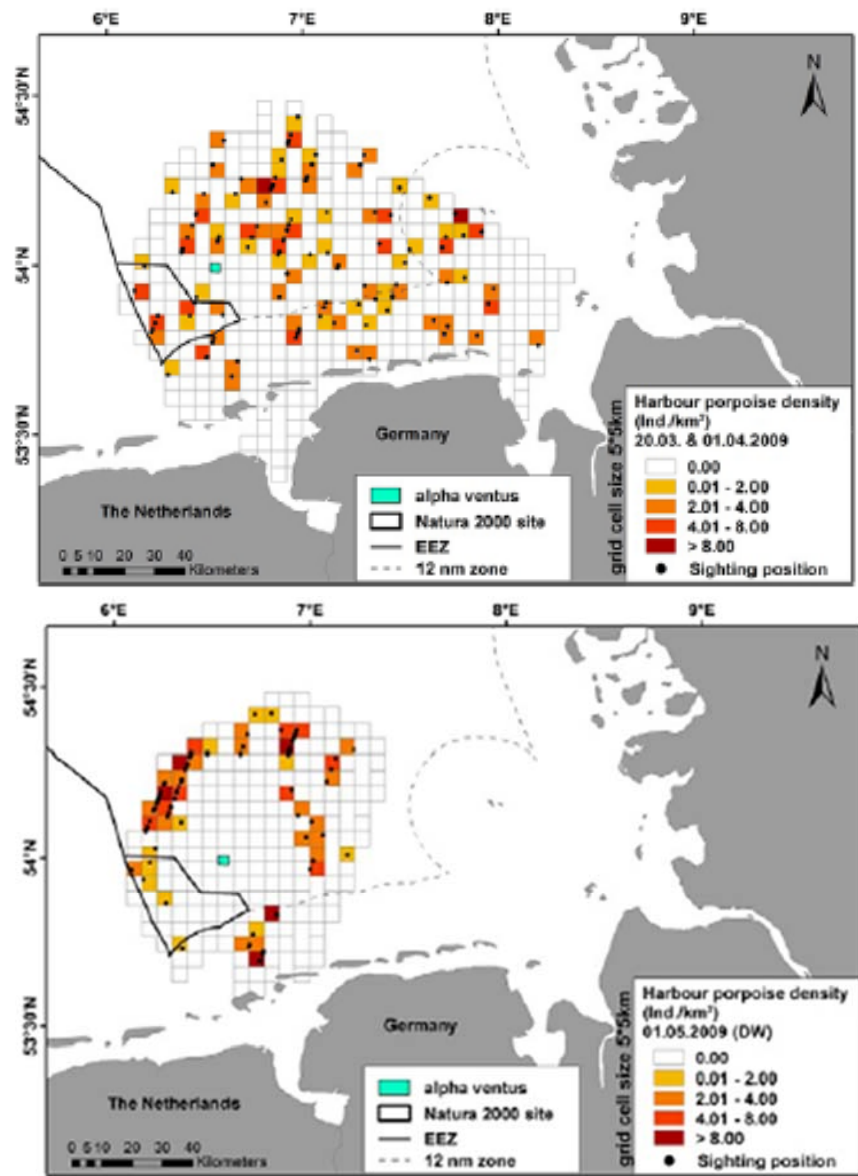 6°E 7°E 8°E 9°E
54°30'N
N
54°N
53°30'N
Germany
The Netherlands
0 5 10 20 30 40
Kilometers
alpha ventus
Natura 2000 site
EEZ
12 nm zone
grid cell size 5*5km
Harbour porpoise density
(Ind./km²)
20.03. & 01.04.2009
0.00
0.01 - 2.00
2.01 - 4.00
4.01 - 8.00
> 8.00
Sighting position
6°E 7°E 8°E 9°E
54°30'N
N
54°N
53°30'N
Germany
The Netherlands
0 5 10 20 30 40
Kilometers
alpha ventus
Natura 2000 site
EEZ
12 nm zone
grid cell size 5*5km
Harbour porpoise density
(Ind./km²)
01.05.2009 (DW)
0.00
0.01 - 2.00
2.01 - 4.00
4.01 - 8.00
> 8.00
Sighting position